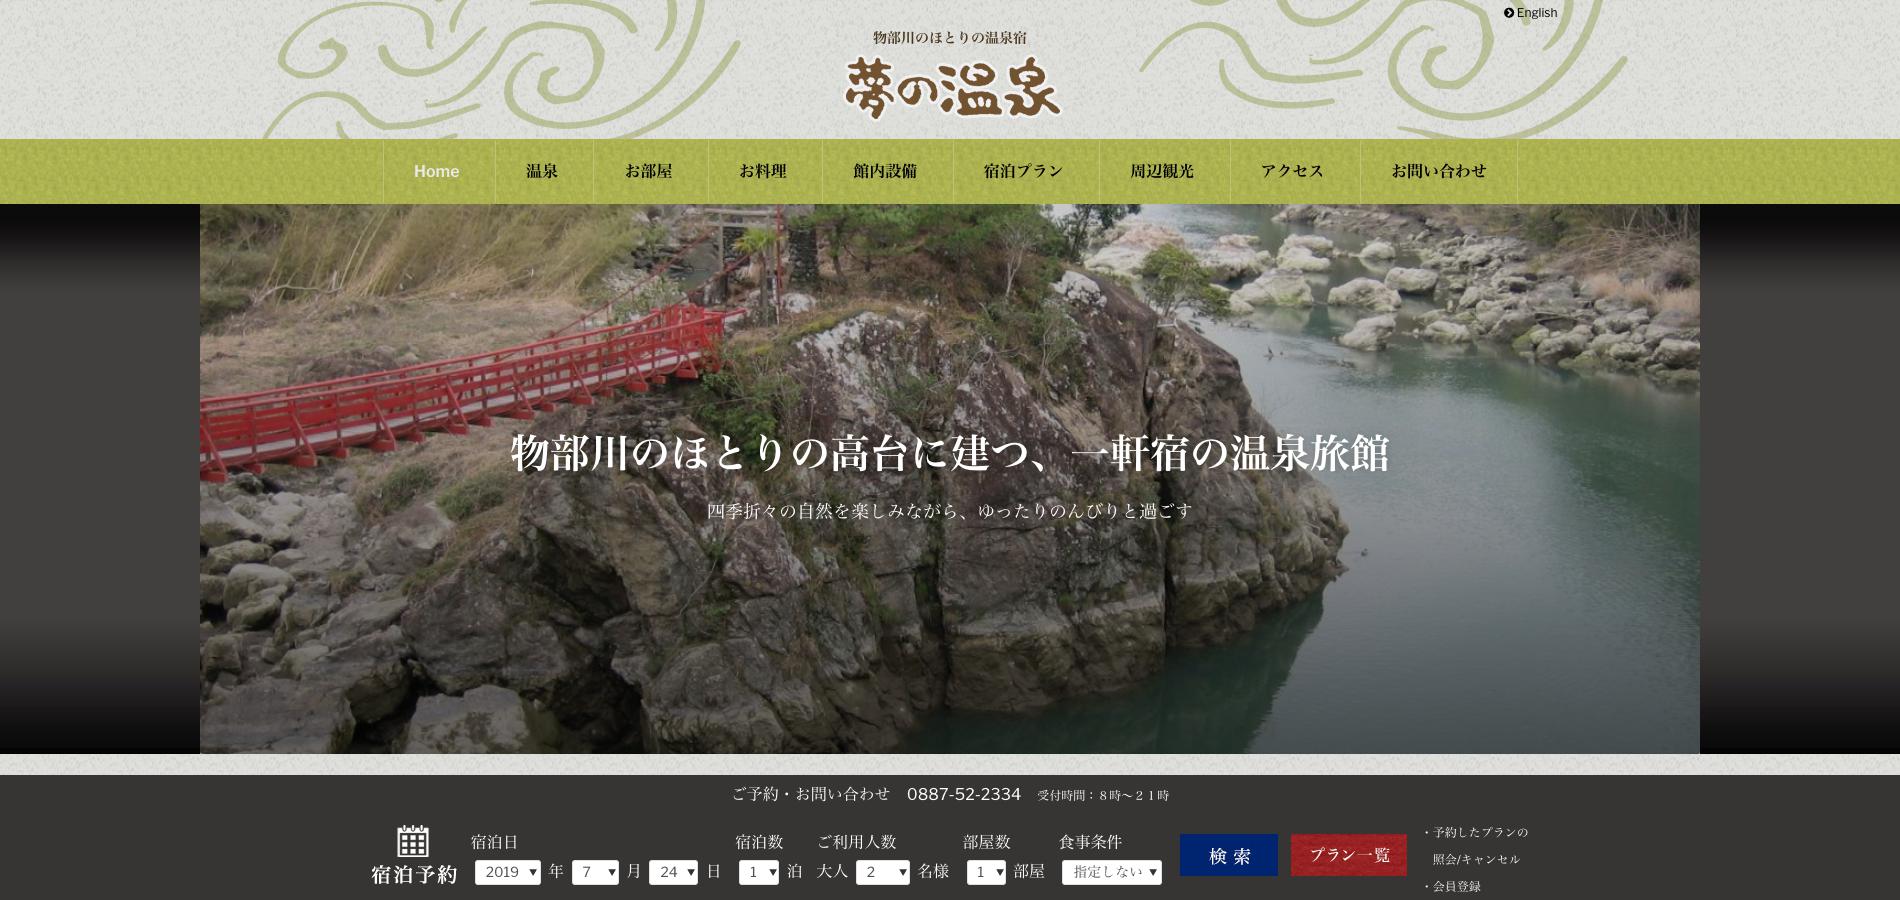 English
物部川のほとりの温泉宿
夢の温泉
Home 温泉 お部屋 お料理 館内設備 宿泊プラン 周辺観光 アクセス お問い合わせ
物部川のほとりの高台に建つ、一軒宿の温泉旅館
四季折々の自然を楽しみながら、ゆったりのんびりと過ごす
ご予約・お問い合わせ 0887-52-2334 受付時間：８時～２１時
宿泊予約
宿泊日 宿泊数 ご利用人数 部屋数 食事条件
2019 年 7 月 24 日 1 泊 大人 2 名様 1 部屋 指定しない
検 索
プラン一覧
・予約したプランの
照会/キャンセル
・会員登録